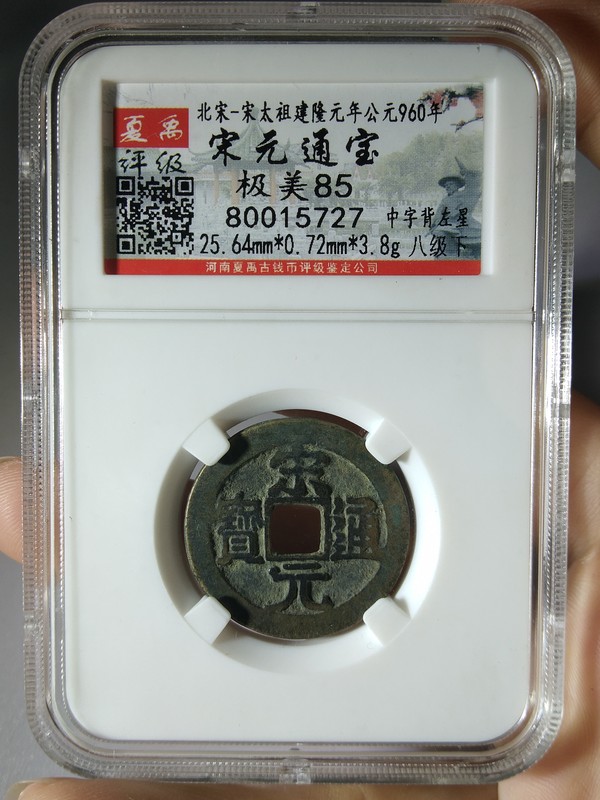 北宋-宋太祖建隆元年公元960年
夏禹
评级
宋元通宝
极美85
80015727 中字背左星
25.64mm*0.72mm*3.8g 八级下
河南夏禹古钱币评级鉴定公司
宋元通寶